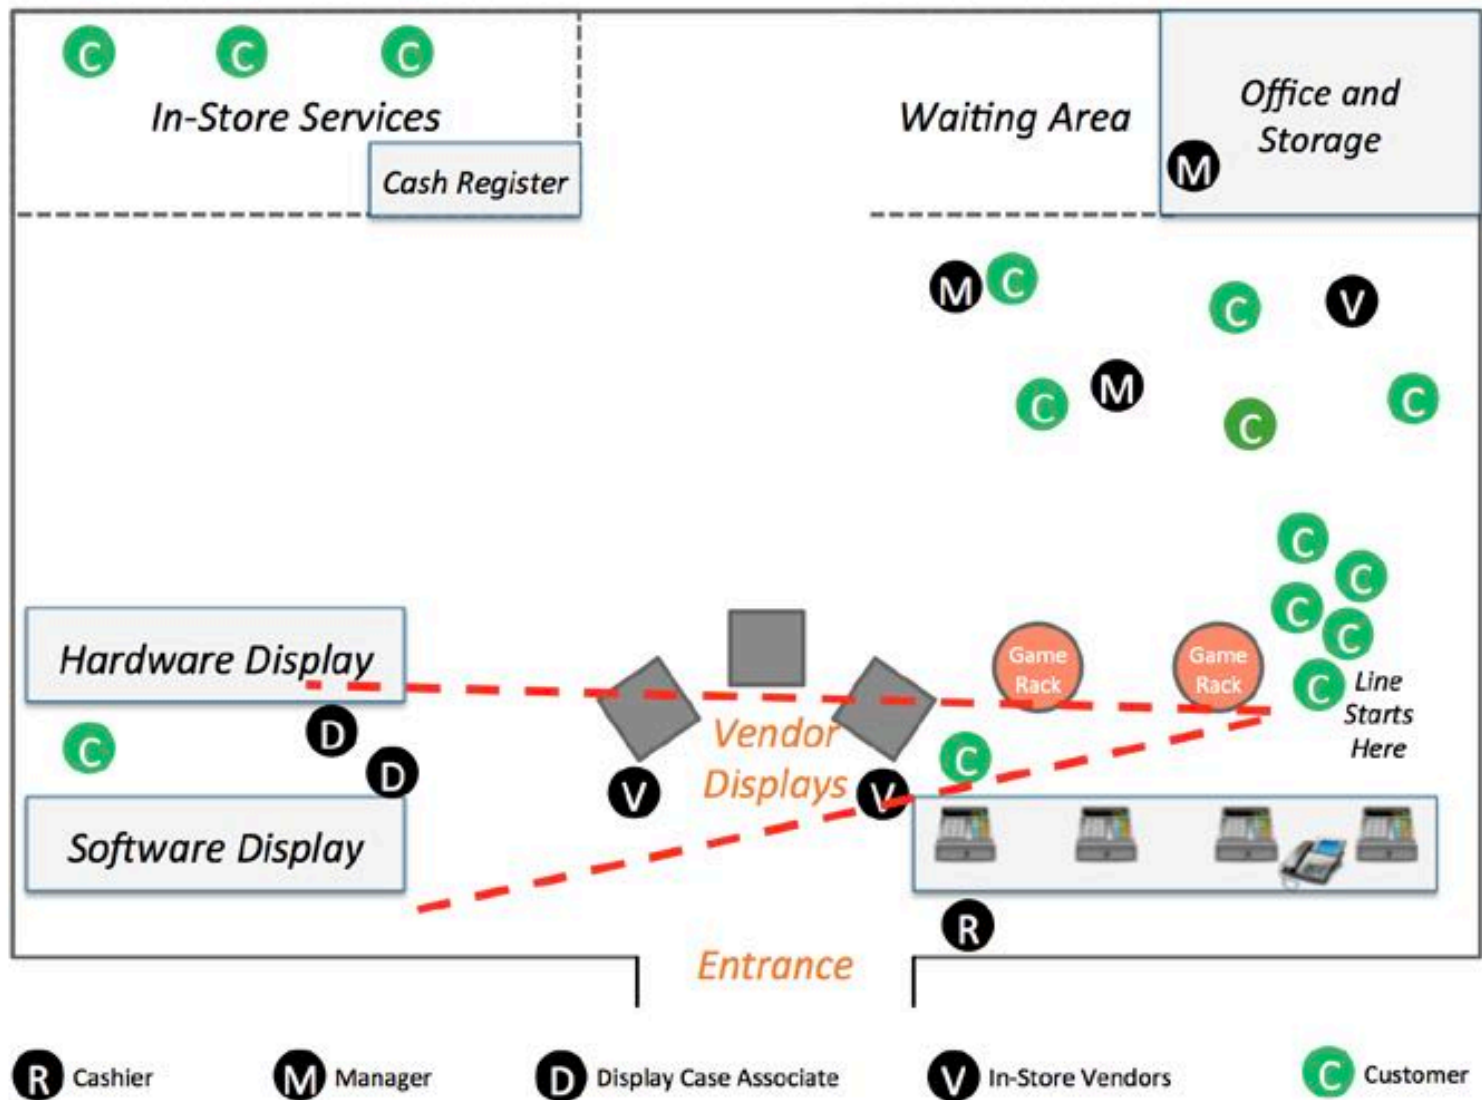 C C C
In-Store Services
Cash Register
Waiting Area
Office and
Storage
M
M C
C
V
C
M
C
C
C
C
C
C
C
C
Line
Starts
Here
Hardware Display
Game
Rack
Game
Rack
C
D
D
Software Display
Vendor
Displays
V
V
C
R
Entrance
R Cashier
M Manager
D Display Case Associate
V In-Store Vendors
C Customer